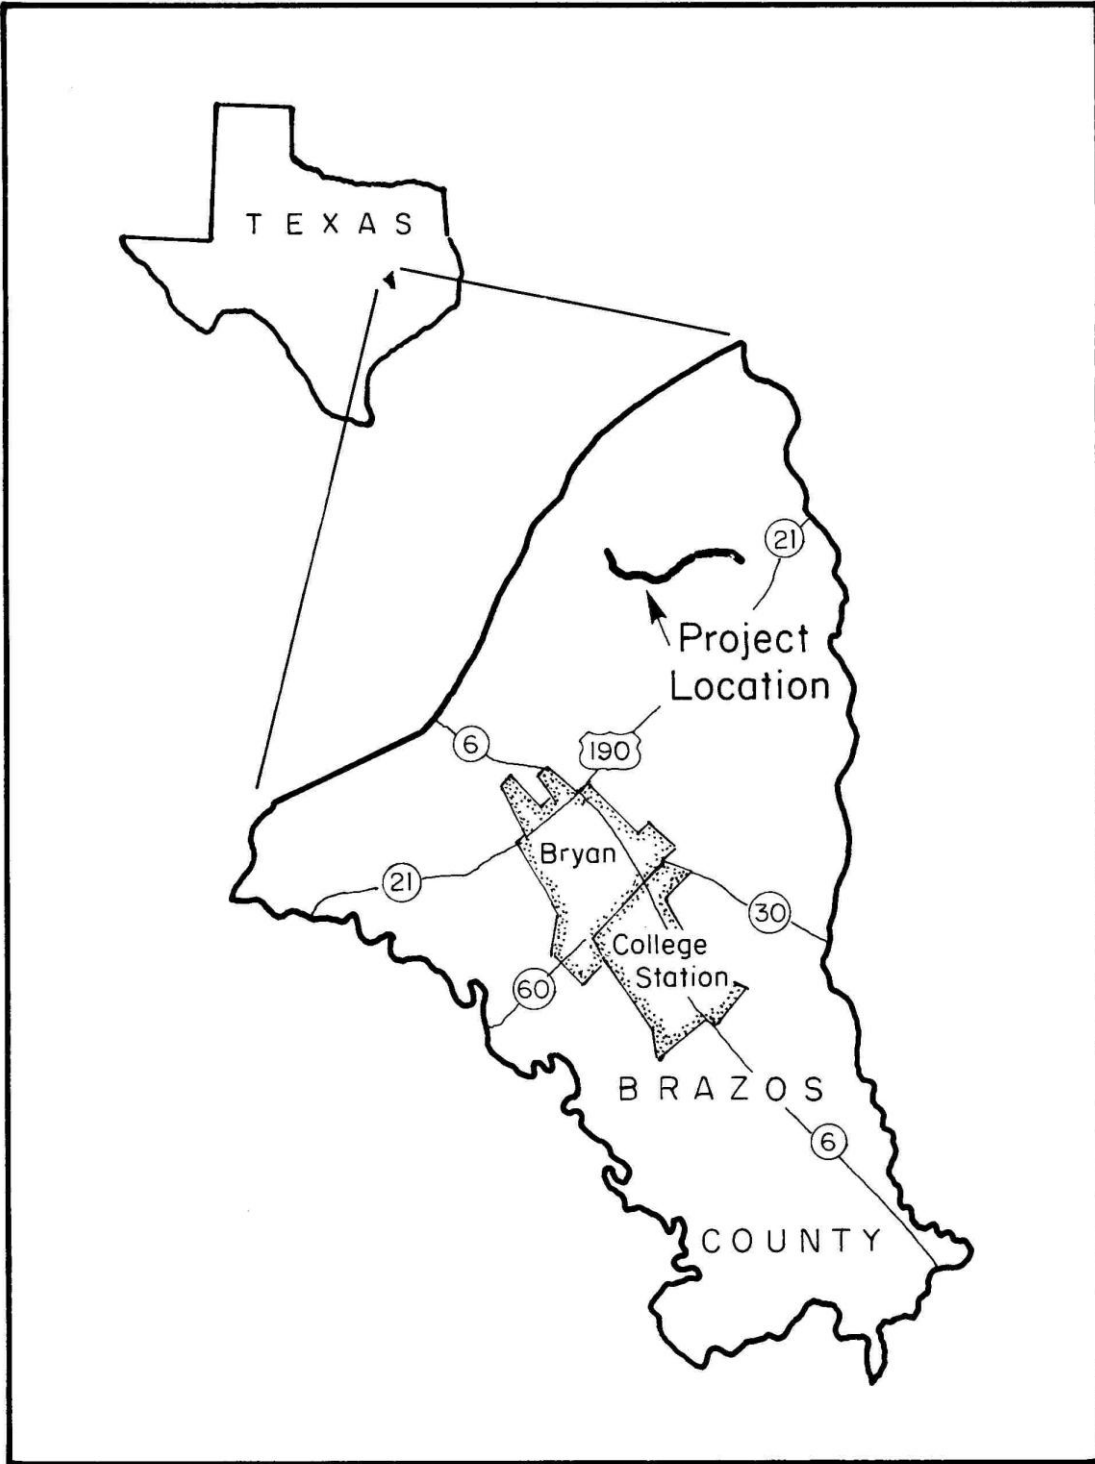 TEXAS
21
Project
Location
6
190
Bryan
21
30
College
Station
60
BRAZOS
6
COUNTY